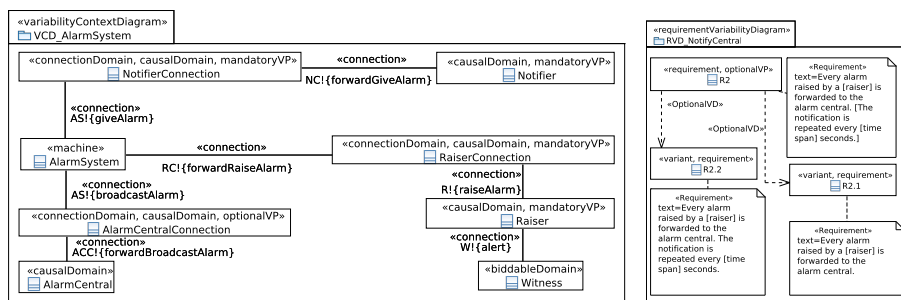 «variabilityContextDiagram»
VCD_AlarmSystem
«connectionDomain, causalDomain, mandatoryVP»
NotifierConnection
«connection»
NC!{forwardGiveAlarm}
«causalDomain, mandatoryVP»
Notifier
«connection»
AS!{giveAlarm}
«machine»
AlarmSystem
«connection»
RC!{forwardRaiseAlarm}
«connectionDomain, causalDomain, mandatoryVP»
RaiserConnection
«connection»
AS!{broadcastAlarm}
«connection»
R!{raiseAlarm}
«connectionDomain, causalDomain, optionalVP»
AlarmCentralConnection
«causalDomain, mandatoryVP»
Raiser
«connection»
ACC!{forwardBroadcastAlarm}
«connection»
W!{alert}
«causalDomain»
AlarmCentral
«biddableDomain»
Witness
«requirementVariabilityDiagram»
RVD_NotifyCentral
«requirement, optionalVP»
R2
«Requirement»
text=Every alarm
raised by a [raiser] is
forwarded to the
alarm central. [The
notification is
repeated every [time
span] seconds.]
«OptionalVD»
«OptionalVD»
«variant, requirement»
R2.2
«variant, requirement»
R2.1
«Requirement»
text=Every alarm
raised by a [raiser] is
forwarded to the
alarm central. The
notification is
repeated every [time
span] seconds.
«Requirement»
text=Every alarm
raised by a [raiser] is
forwarded to the
alarm central.